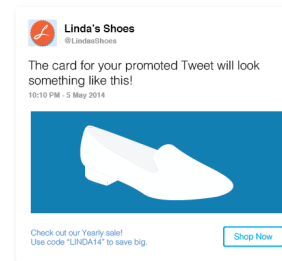 Linda's Shoes
@LindasShoes
The card for your promoted Tweet will look
something like this!
10:10 PM - 5 May 2014
Check out our Yearly sale!
Use code "LINDA14" to save big.
Shop Now